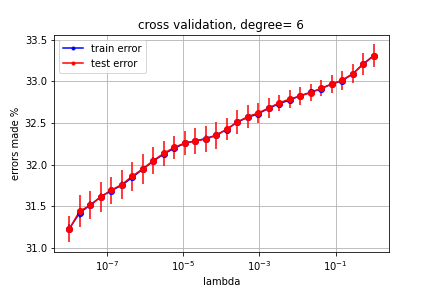 cross validation, degree= 6
train error
test error
errors made %
33.5
33.0
32.5
32.0
31.5
31.0
10⁻⁷
10⁻⁵
10⁻³
10⁻¹
lambda